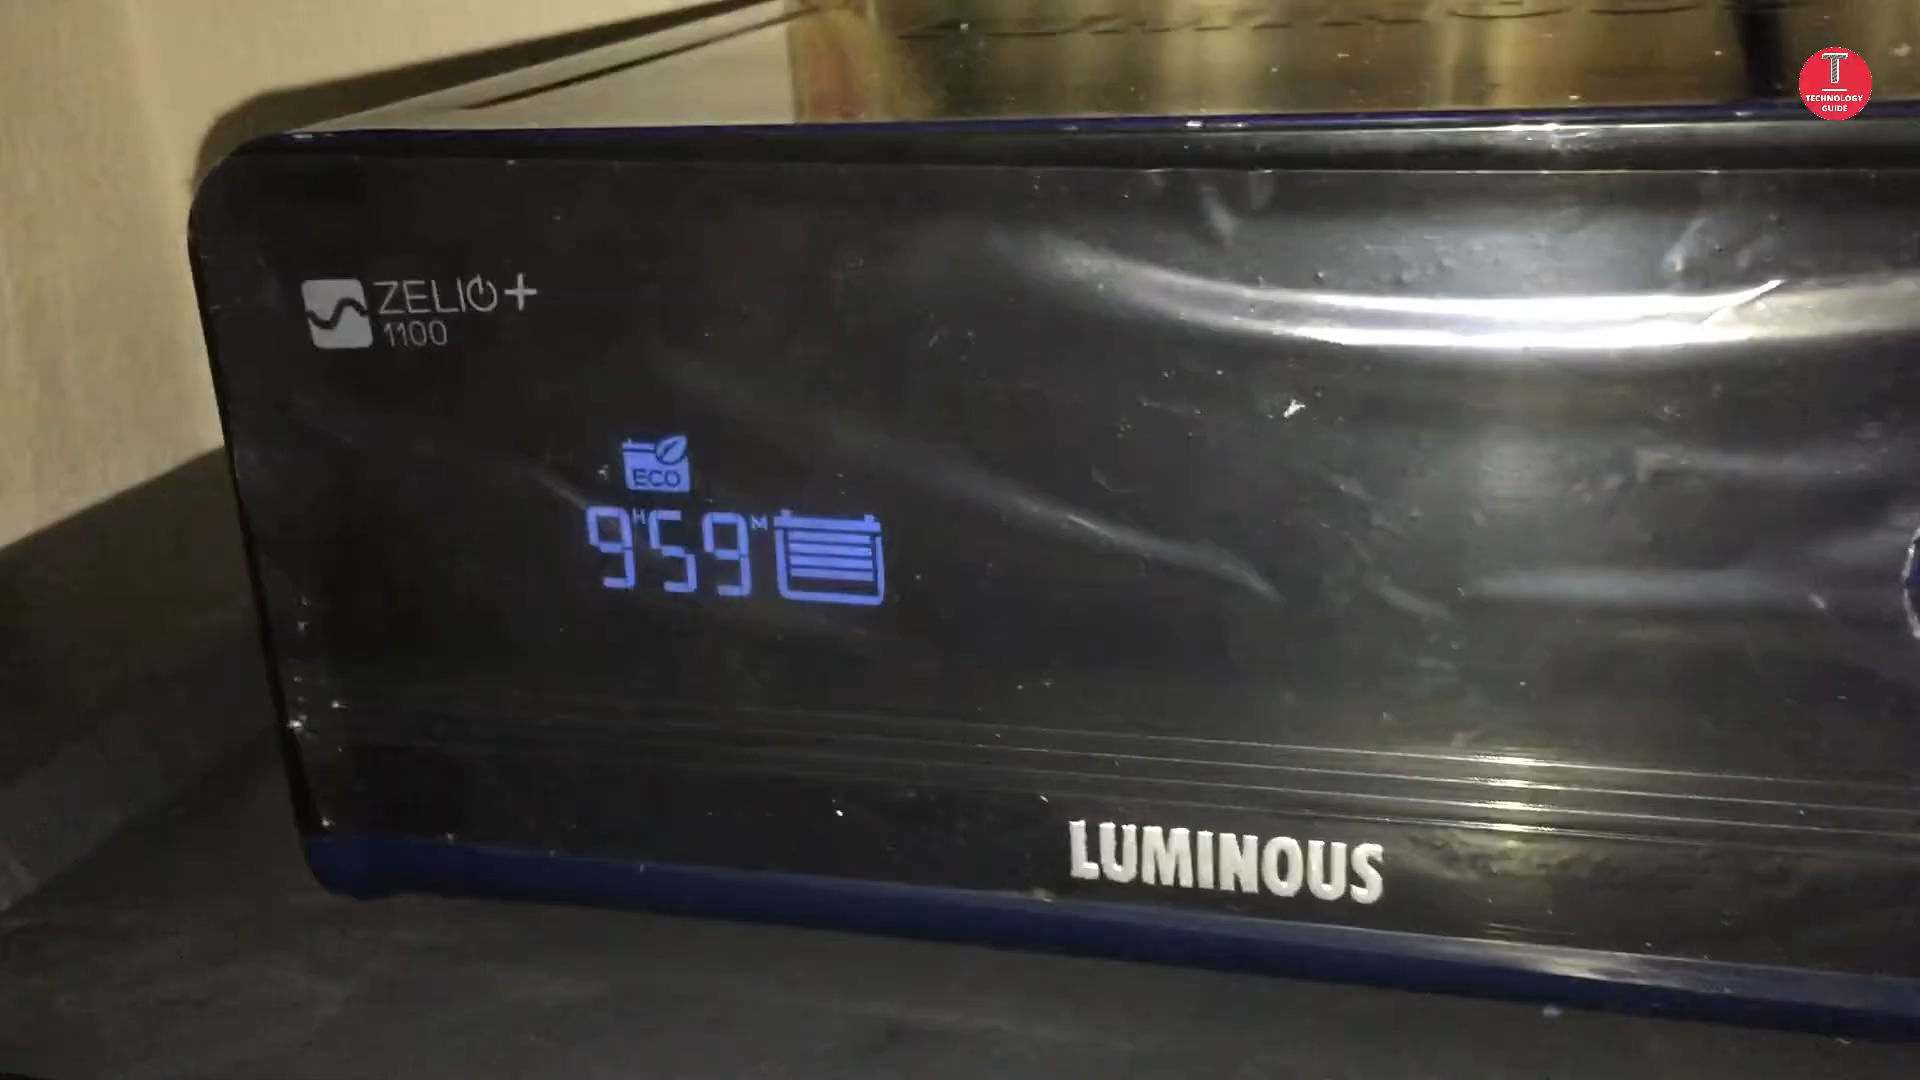 T
TECHNOLOGY
GUIDE
ZELIO+
1100
ECO
9H59M
LUMINOUS